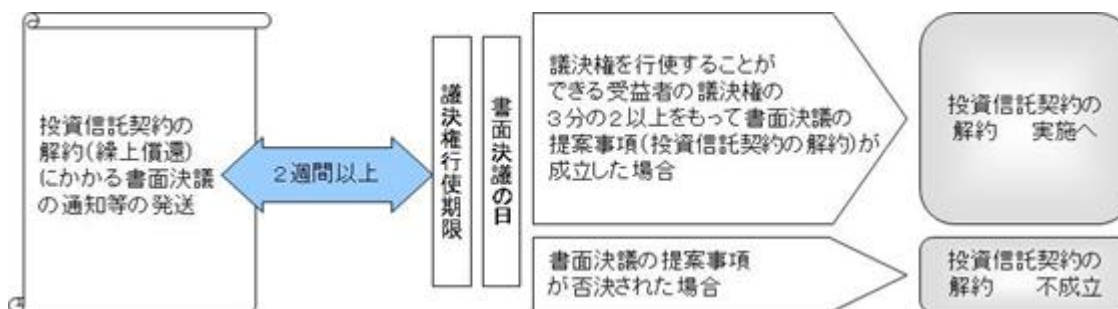 投資信託契約の
解約(繰上償還)
にかかる書面決議
の通知等の発送
2週間以上
議決権行使期限
書面決議の日
議決権を行使することが
できる受益者の議決権の
3分の2以上をもって書面決議の
提案事項(投資信託契約の解約)が
成立した場合
投資信託契約の
解約 実施へ
書面決議の提案事項
が否決された場合
投資信託契約の
解約 不成立